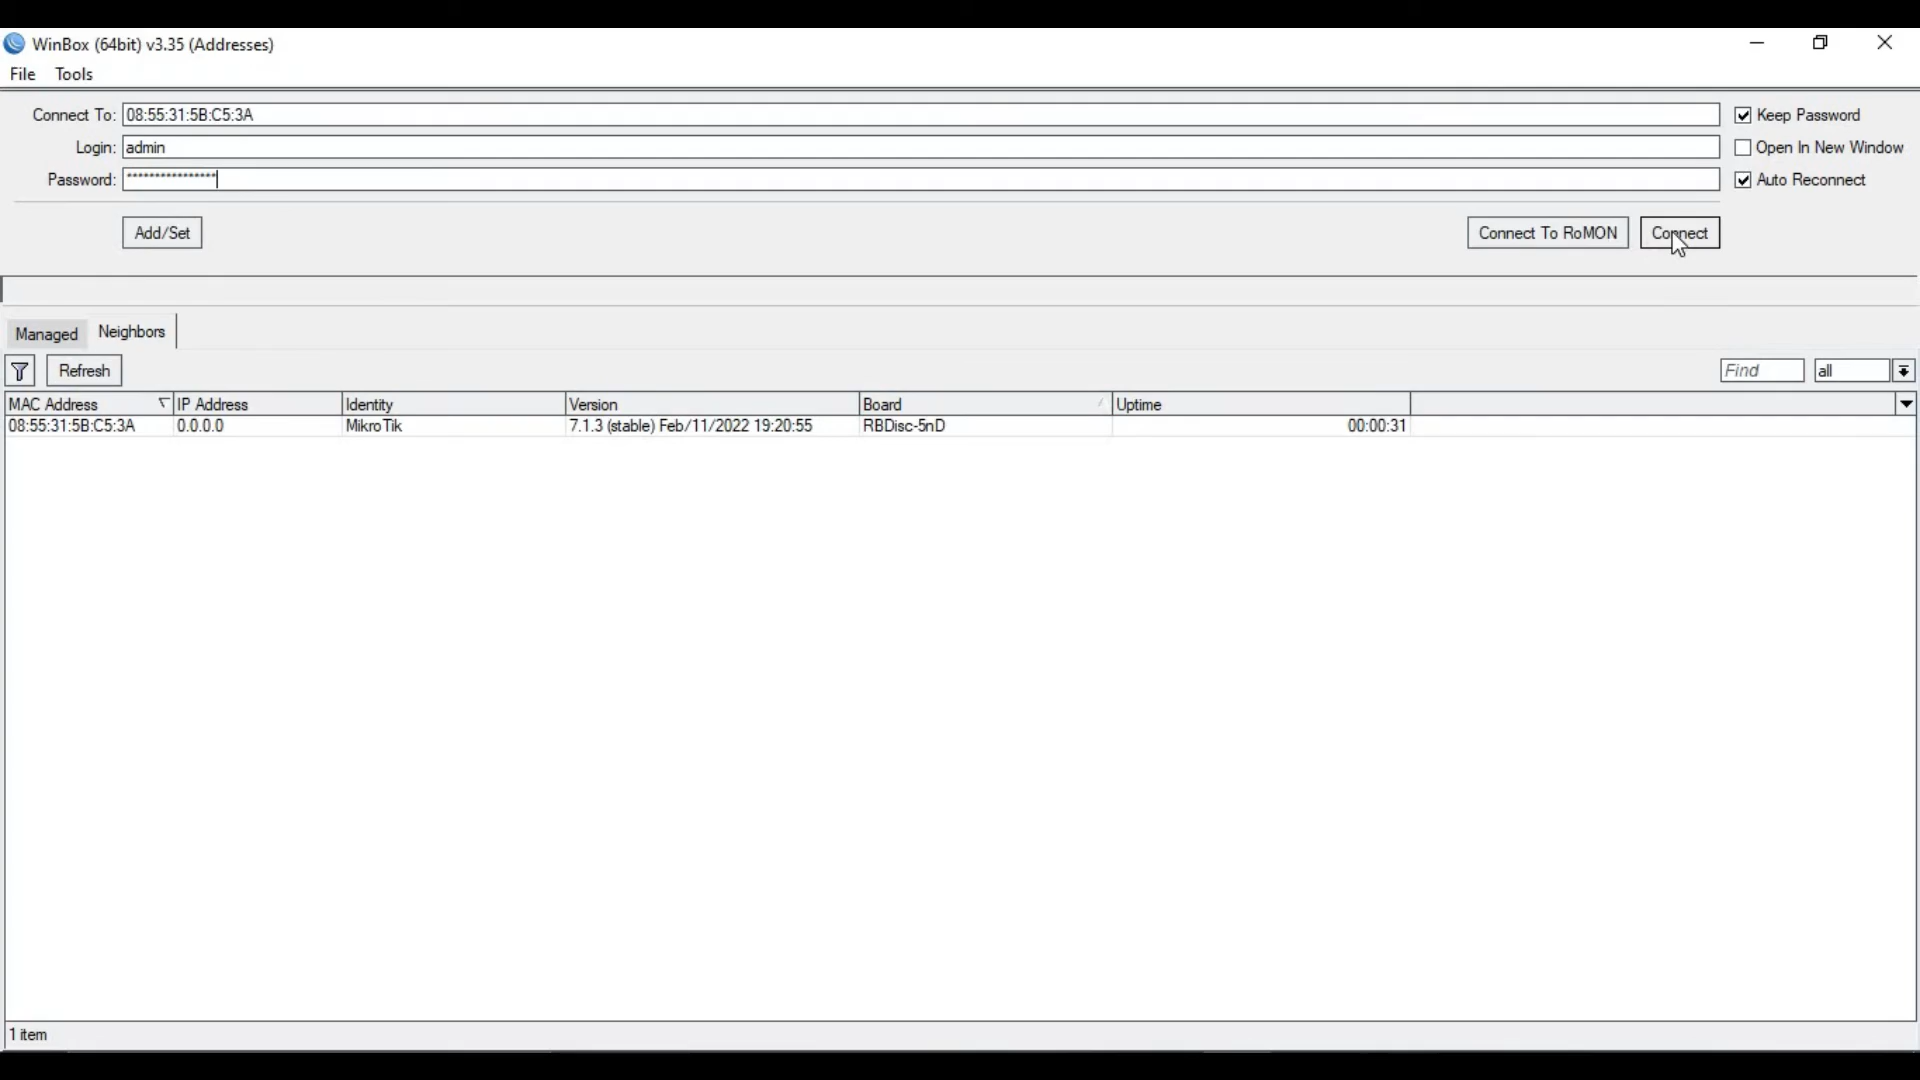 WinBox (64bit) v3.35 (Addresses)
File Tools
Connect To: 08:55:31:5B:C5:3A Keep Password
Login: admin Open In New Window
Password: **************** Auto Reconnect
Add/Set Connect To RoMON Connect
Managed Neighbors
Refresh Find all
MAC Address IP Address Identity Version Board Uptime
08:55:31:5B:C5:3A 0.0.0.0 MikroTik 7.1.3 (stable) Feb/11/2022 19:20:55 RBDisc-5nD 00:00:31
1 item